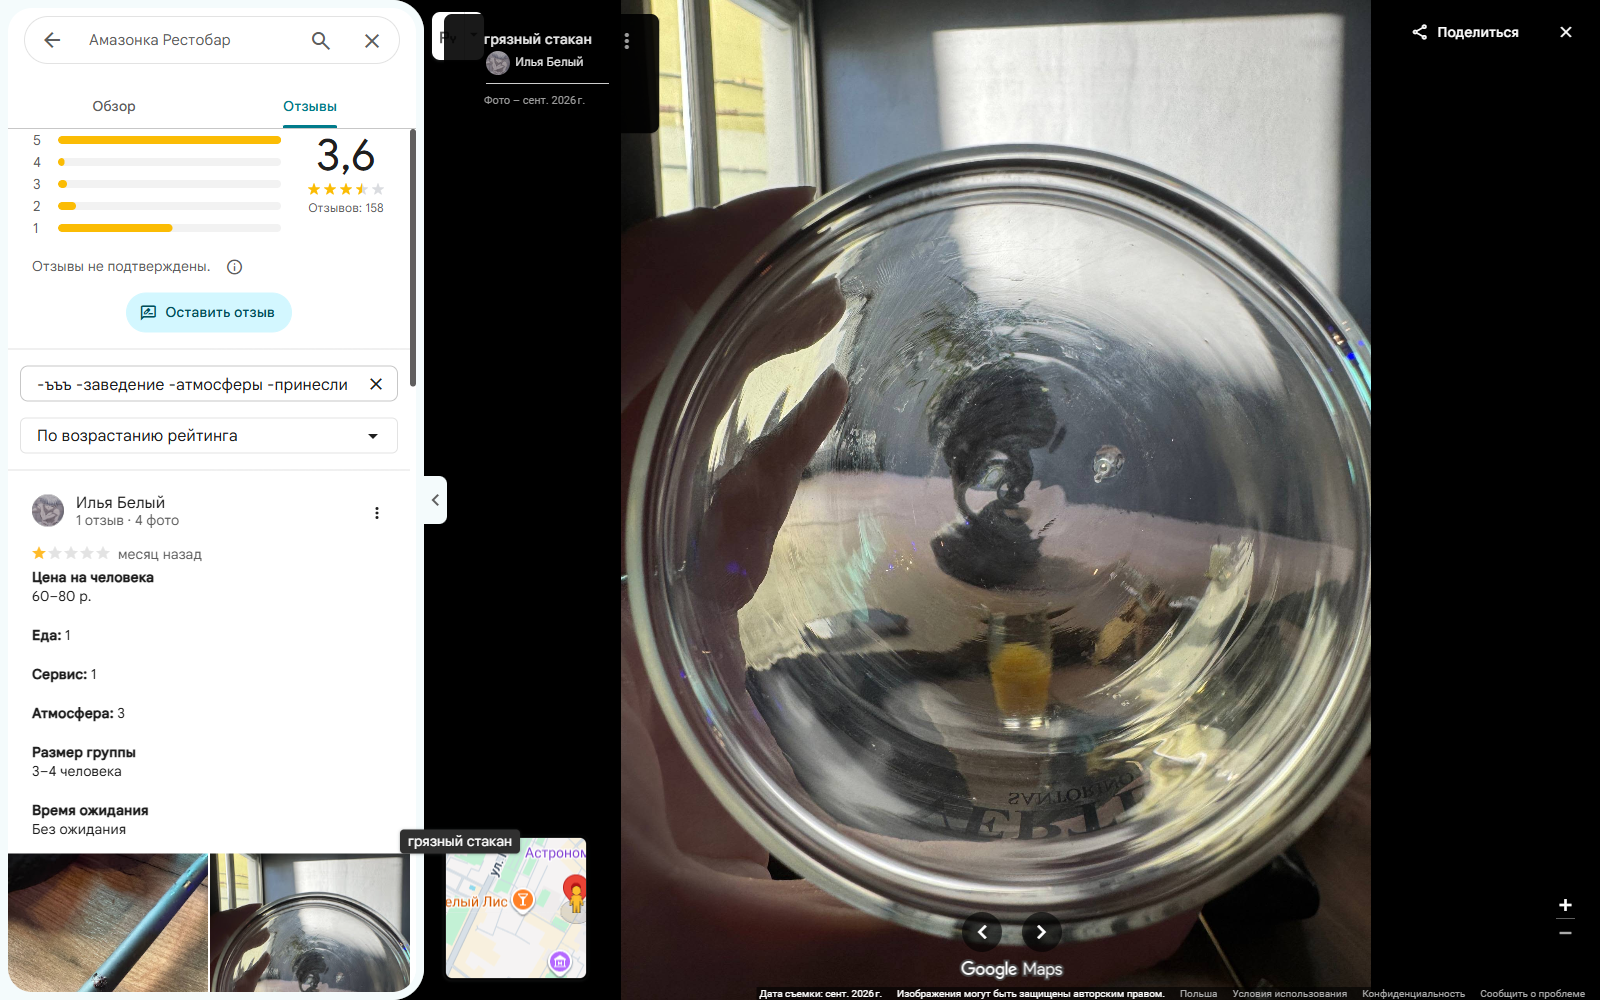 Амазонка Рестобар
Обзор
Отзывы
5
4
3
2
1
3,6
Отзывов: 158
Отзывы не подтверждены.
Оставить отзыв
-ъъъ -заведение -атмосферы -принесли
По возрастанию рейтинга
Илья Белый
1 отзыв · 4 фото
месяц назад
Цена на человека
60–80 р.
Еда: 1
Сервис: 1
Атмосфера: 3
Размер группы
3–4 человека
Время ожидания
Без ожидания
грязный стакан
Илья Белый
Фото – сент. 2026 г.
Поделиться
грязный стакан
ул.
Астроном
елый Лис
SANTORINO
Google Maps
Дата съемки: сент. 2026 г.
Изображения могут быть защищены авторским правом.
Польша
Условия использования
Конфиденциальность
Сообщить о проблеме